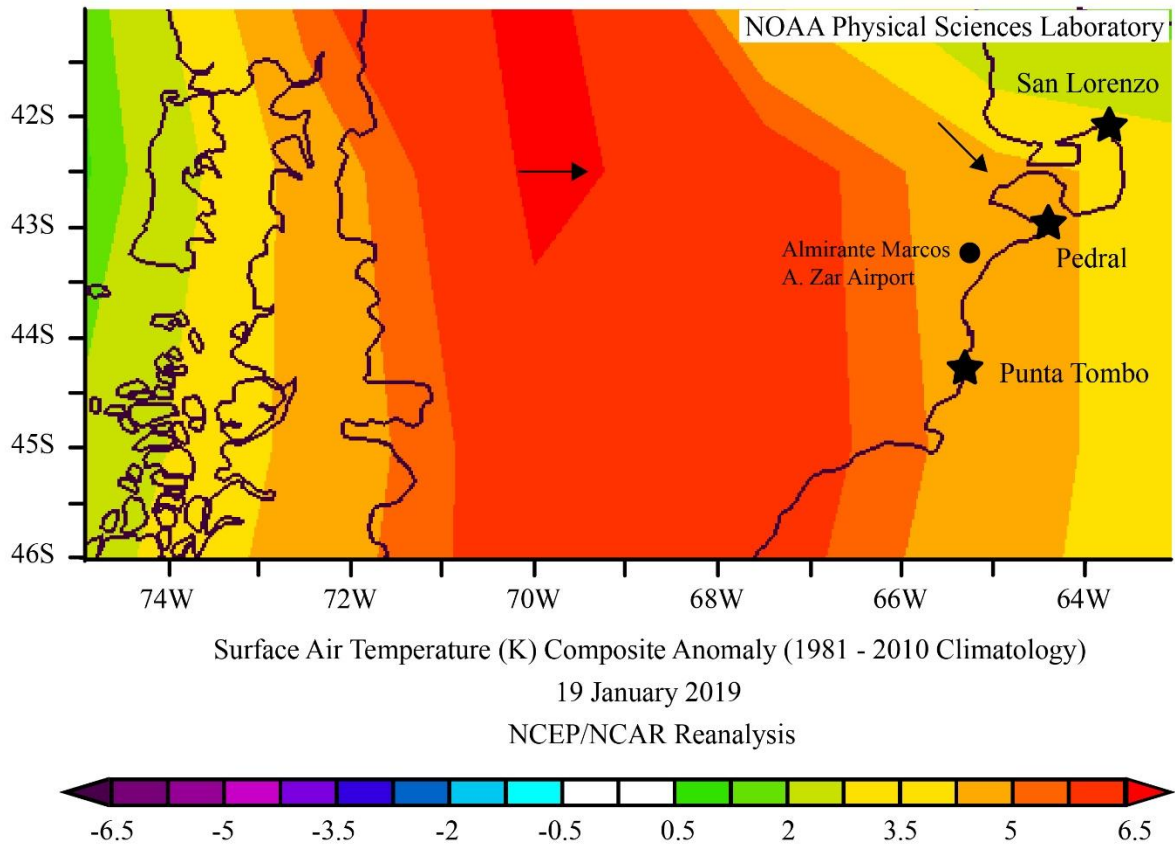 NOAA Physical Sciences Laboratory
San Lorenzo
42S
43S
Almirante Marcos
A. Zar Airport
Pedral
44S
Punta Tombo
45S
46S
74W 72W 70W 68W 66W 64W
Surface Air Temperature (K) Composite Anomaly (1981 - 2010 Climatology)
19 January 2019
NCEP/NCAR Reanalysis
-6.5 -5 -3.5 -2 -0.5 0.5 2 3.5 5 6.5